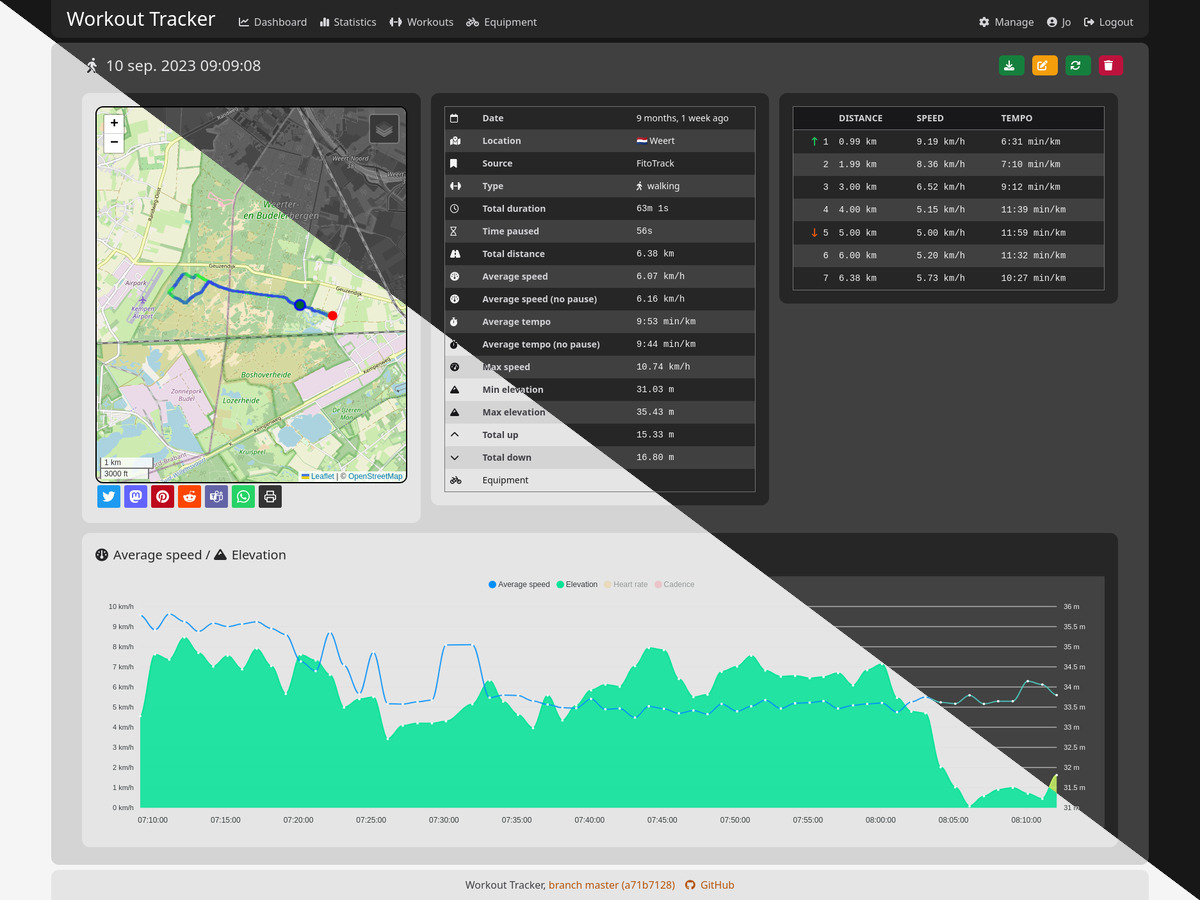 Workout Tracker Dashboard Statistics Workouts Equipment Manage Jo Logout
10 sep. 2023 09:09:08
+
−
Weert Noord
Weerter-
en Budelerbergen
Geurzendijk
Geurzendijk
Airpark
Kempen
Airport
Kempenweg
Boshoverheide
Zonnepark
Budel
Lozerheide
De IJzeren
Man
Kruispeel
1 km
3000 ft
Leaflet | © OpenStreetMap
Date 9 months, 1 week ago
Location Weert
Source FitoTrack
Type walking
Total duration 63m 1s
Time paused 56s
Total distance 6.38 km
Average speed 6.07 km/h
Average speed (no pause) 6.16 km/h
Average tempo 9:53 min/km
Average tempo (no pause) 9:44 min/km
Max speed 10.74 km/h
Min elevation 31.03 m
Max elevation 35.43 m
Total up 15.33 m
Total down 16.80 m
Equipment
DISTANCE SPEED TEMPO
↑ 1 0.99 km 9.19 km/h 6:31 min/km
2 1.99 km 8.36 km/h 7:10 min/km
3 3.00 km 6.52 km/h 9:12 min/km
4 4.00 km 5.15 km/h 11:39 min/km
↓ 5 5.00 km 5.00 km/h 11:59 min/km
6 6.00 km 5.20 km/h 11:32 min/km
7 6.38 km 5.73 km/h 10:27 min/km
Average speed / Elevation
Average speed Elevation Heart rate Cadence
10 km/h 36 m
9 km/h 35.5 m
8 km/h 35 m
7 km/h 34.5 m
6 km/h 34 m
5 km/h 33.5 m
4 km/h 33 m
3 km/h 32.5 m
2 km/h 32 m
1 km/h 31.5 m
0 km/h 31 m
07:10:00 07:15:00 07:20:00 07:25:00 07:30:00 07:35:00 07:40:00 07:45:00 07:50:00 07:55:00 08:00:00 08:05:00 08:10:00
Workout Tracker, branch master (a71b7128) GitHub